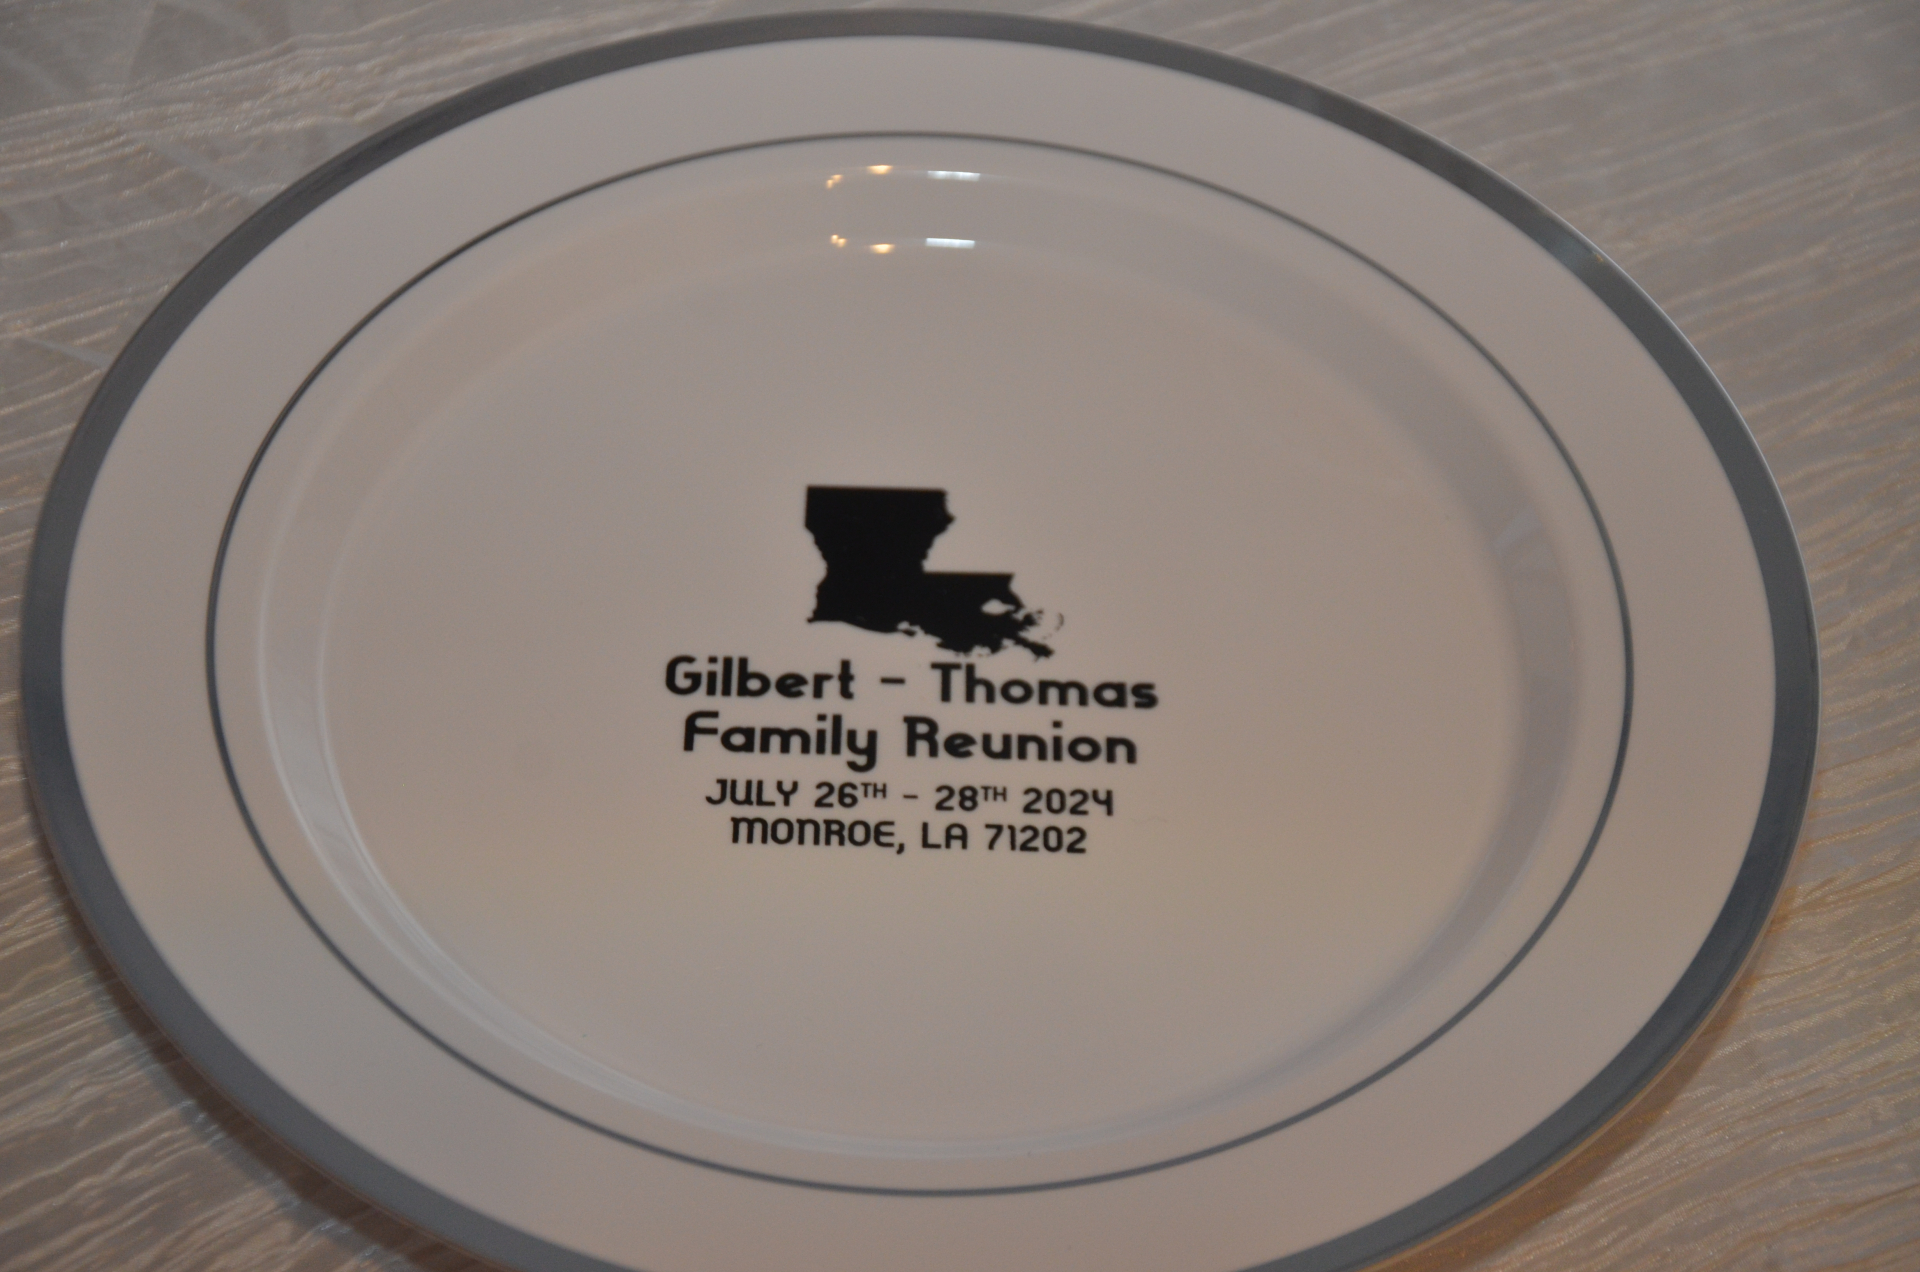 Gilbert - Thomas
Family Reunion
JULY 26TH - 28TH 2024
MONROE, LA 71202